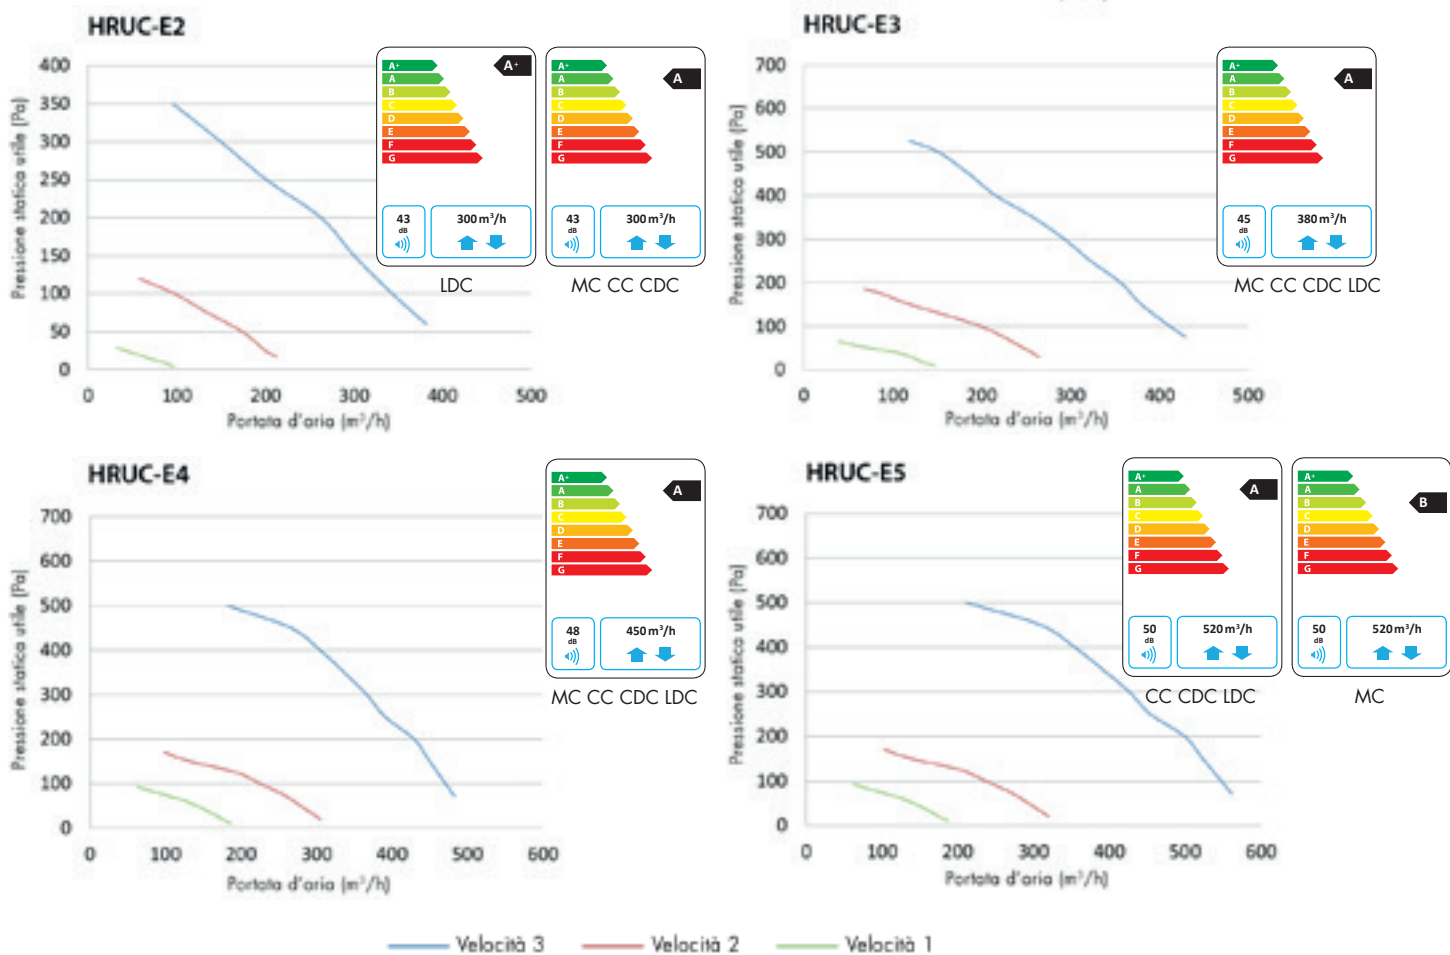 HRUC-E2
400
350
300
250
200
150
100
50
0
Pressione statica utile (Pa)
0 100 200 300 400 500
Portata d'aria (m³/h)
A+
A
B
C
D
E
F
G
A+
43
dB
300 m³/h
LDC
A+
A
B
C
D
E
F
G
A
43
dB
300 m³/h
MC CC CDC
HRUC-E3
700
600
500
400
300
200
100
0
Pressione statica utile (Pa)
0 100 200 300 400 500
Portata d'aria (m³/h)
A+
A
B
C
D
E
F
G
A
45
dB
380 m³/h
MC CC CDC LDC
HRUC-E4
700
600
500
400
300
200
100
0
Pressione statica utile (Pa)
0 100 200 300 400 500 600
Portata d'aria (m³/h)
A+
A
B
C
D
E
F
G
A
48
dB
450 m³/h
MC CC CDC LDC
HRUC-E5
700
600
500
400
300
200
100
0
Pressione statica utile (Pa)
0 100 200 300 400 500 600
Portata d'aria (m³/h)
A+
A
B
C
D
E
F
G
A
50
dB
520 m³/h
CC CDC LDC
A+
A
B
C
D
E
F
G
B
50
dB
520 m³/h
MC
Velocità 3 Velocità 2 Velocità 1